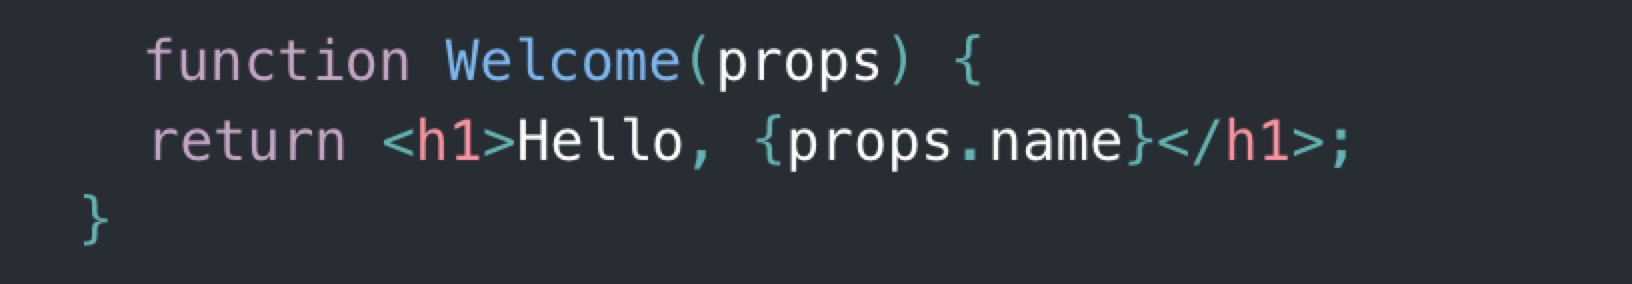 function Welcome(props) {
return <h1>Hello, {props.name}</h1>;
}